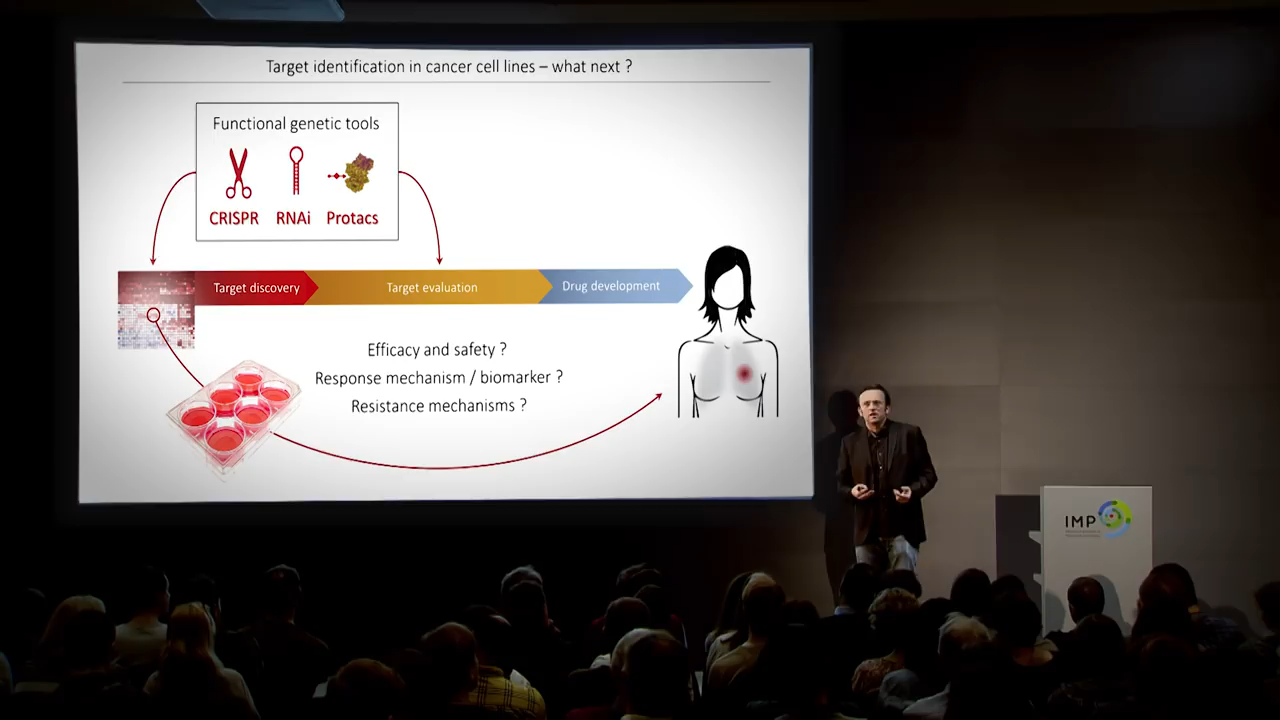 Target identification in cancer cell lines – what next ?
Functional genetic tools
CRISPR RNAi Protacs
Target discovery Target evaluation Drug development
Efficacy and safety ?
Response mechanism / biomarker ?
Resistance mechanisms ?
IMP